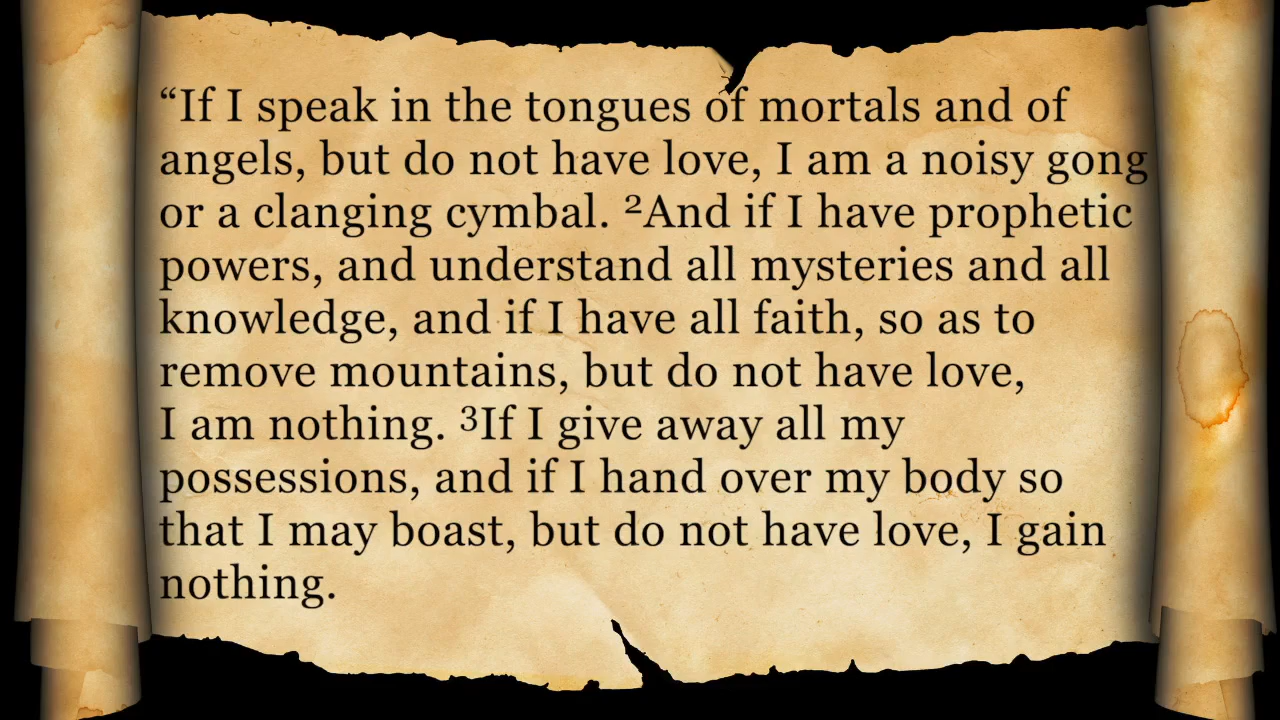 “If I speak in the tongues of mortals and of
angels, but do not have love, I am a noisy gong
or a clanging cymbal. ²And if I have prophetic
powers, and understand all mysteries and all
knowledge, and if I have all faith, so as to
remove mountains, but do not have love,
I am nothing. ³If I give away all my
possessions, and if I hand over my body so
that I may boast, but do not have love, I gain
nothing.